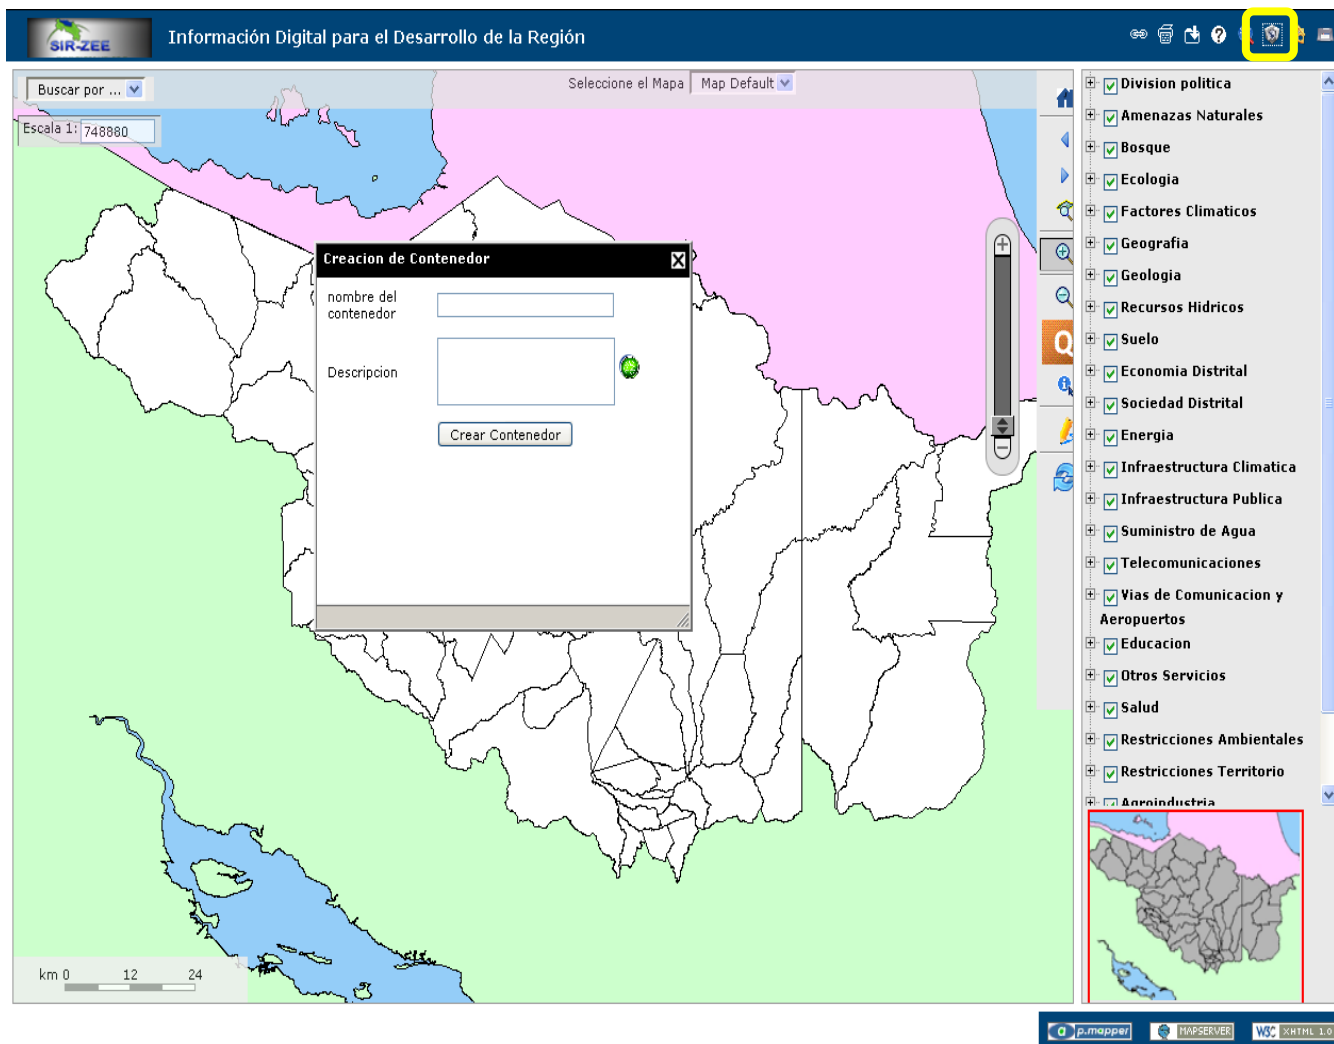 SIR-ZEE
Información Digital para el Desarrollo de la Región
Buscar por ...
Seleccione el Mapa Map Default
Escala 1: 748880
Creacion de Contenedor
nombre del
contenedor
Descripcion
Crear Contenedor
km 0 12 24
Division politica
Amenazas Naturales
Bosque
Ecologia
Factores Climaticos
Geografia
Geologia
Recursos Hidricos
Suelo
Economia Distrital
Sociedad Distrital
Energia
Infraestructura Climatica
Infraestructura Publica
Suministro de Agua
Telecomunicaciones
Vias de Comunicacion y
Aeropuertos
Educacion
Otros Servicios
Salud
Restricciones Ambientales
Restricciones Territorio
Agroindustria
Q
p.mapper MAPSERVER W3C XHTML 1.0